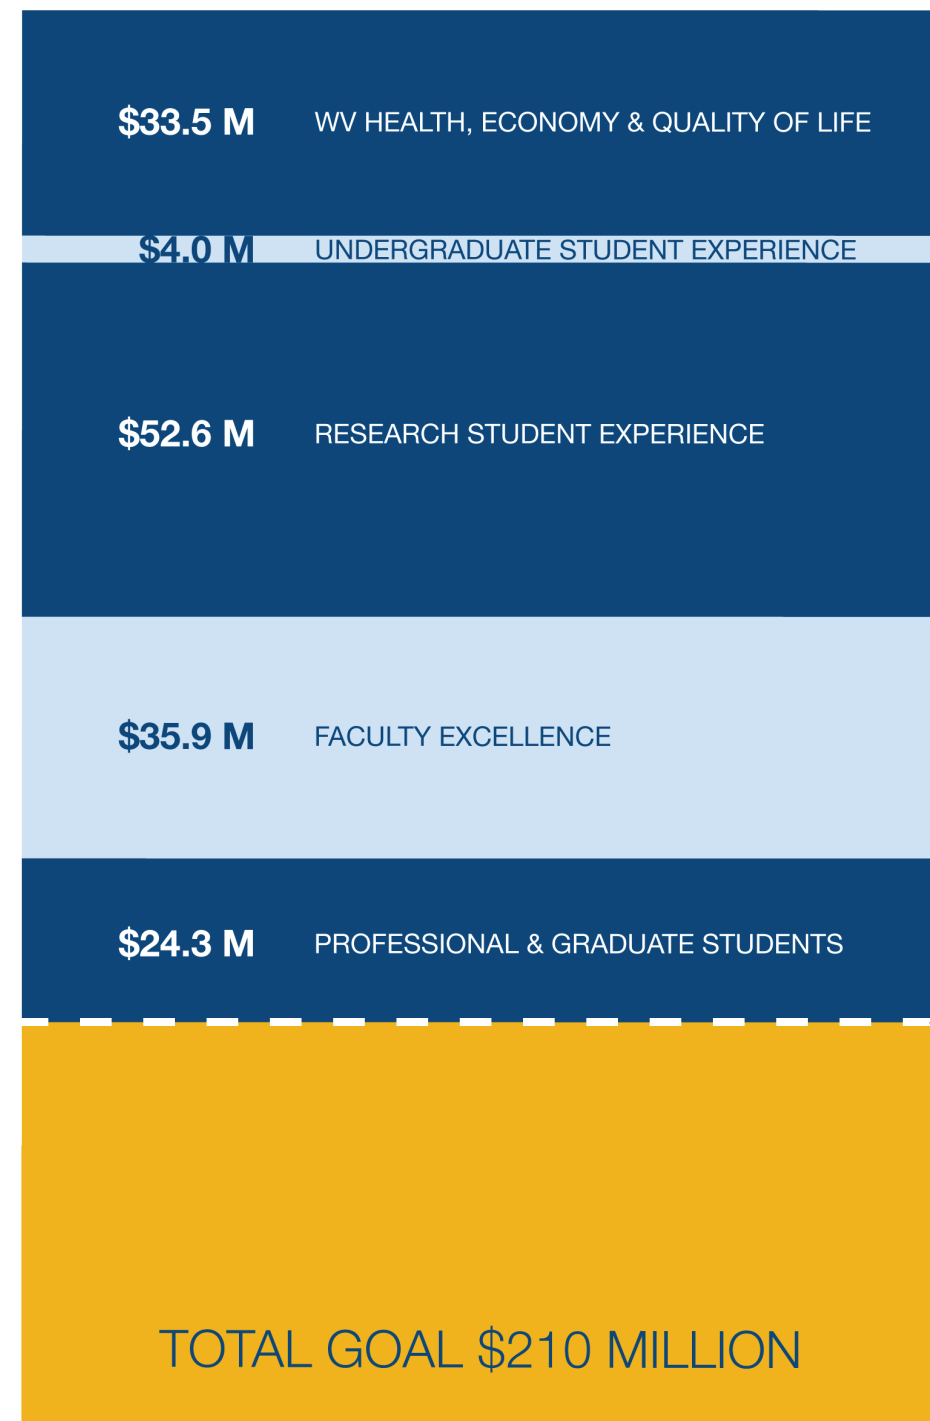 $33.5 M WV HEALTH, ECONOMY & QUALITY OF LIFE
$4.0 M UNDERGRADUATE STUDENT EXPERIENCE
$52.6 M RESEARCH STUDENT EXPERIENCE
$35.9 M FACULTY EXCELLENCE
$24.3 M PROFESSIONAL & GRADUATE STUDENTS
TOTAL GOAL $210 MILLION